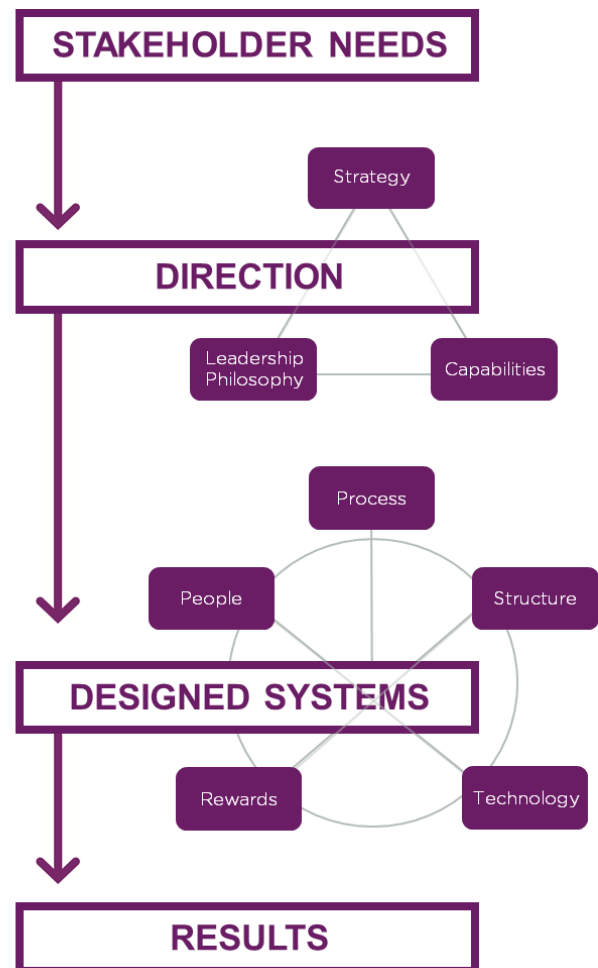 STAKEHOLDER NEEDS
Strategy
DIRECTION
Leadership
Philosophy
Capabilities
Process
People
Structure
DESIGNED SYSTEMS
Rewards
Technology
RESULTS